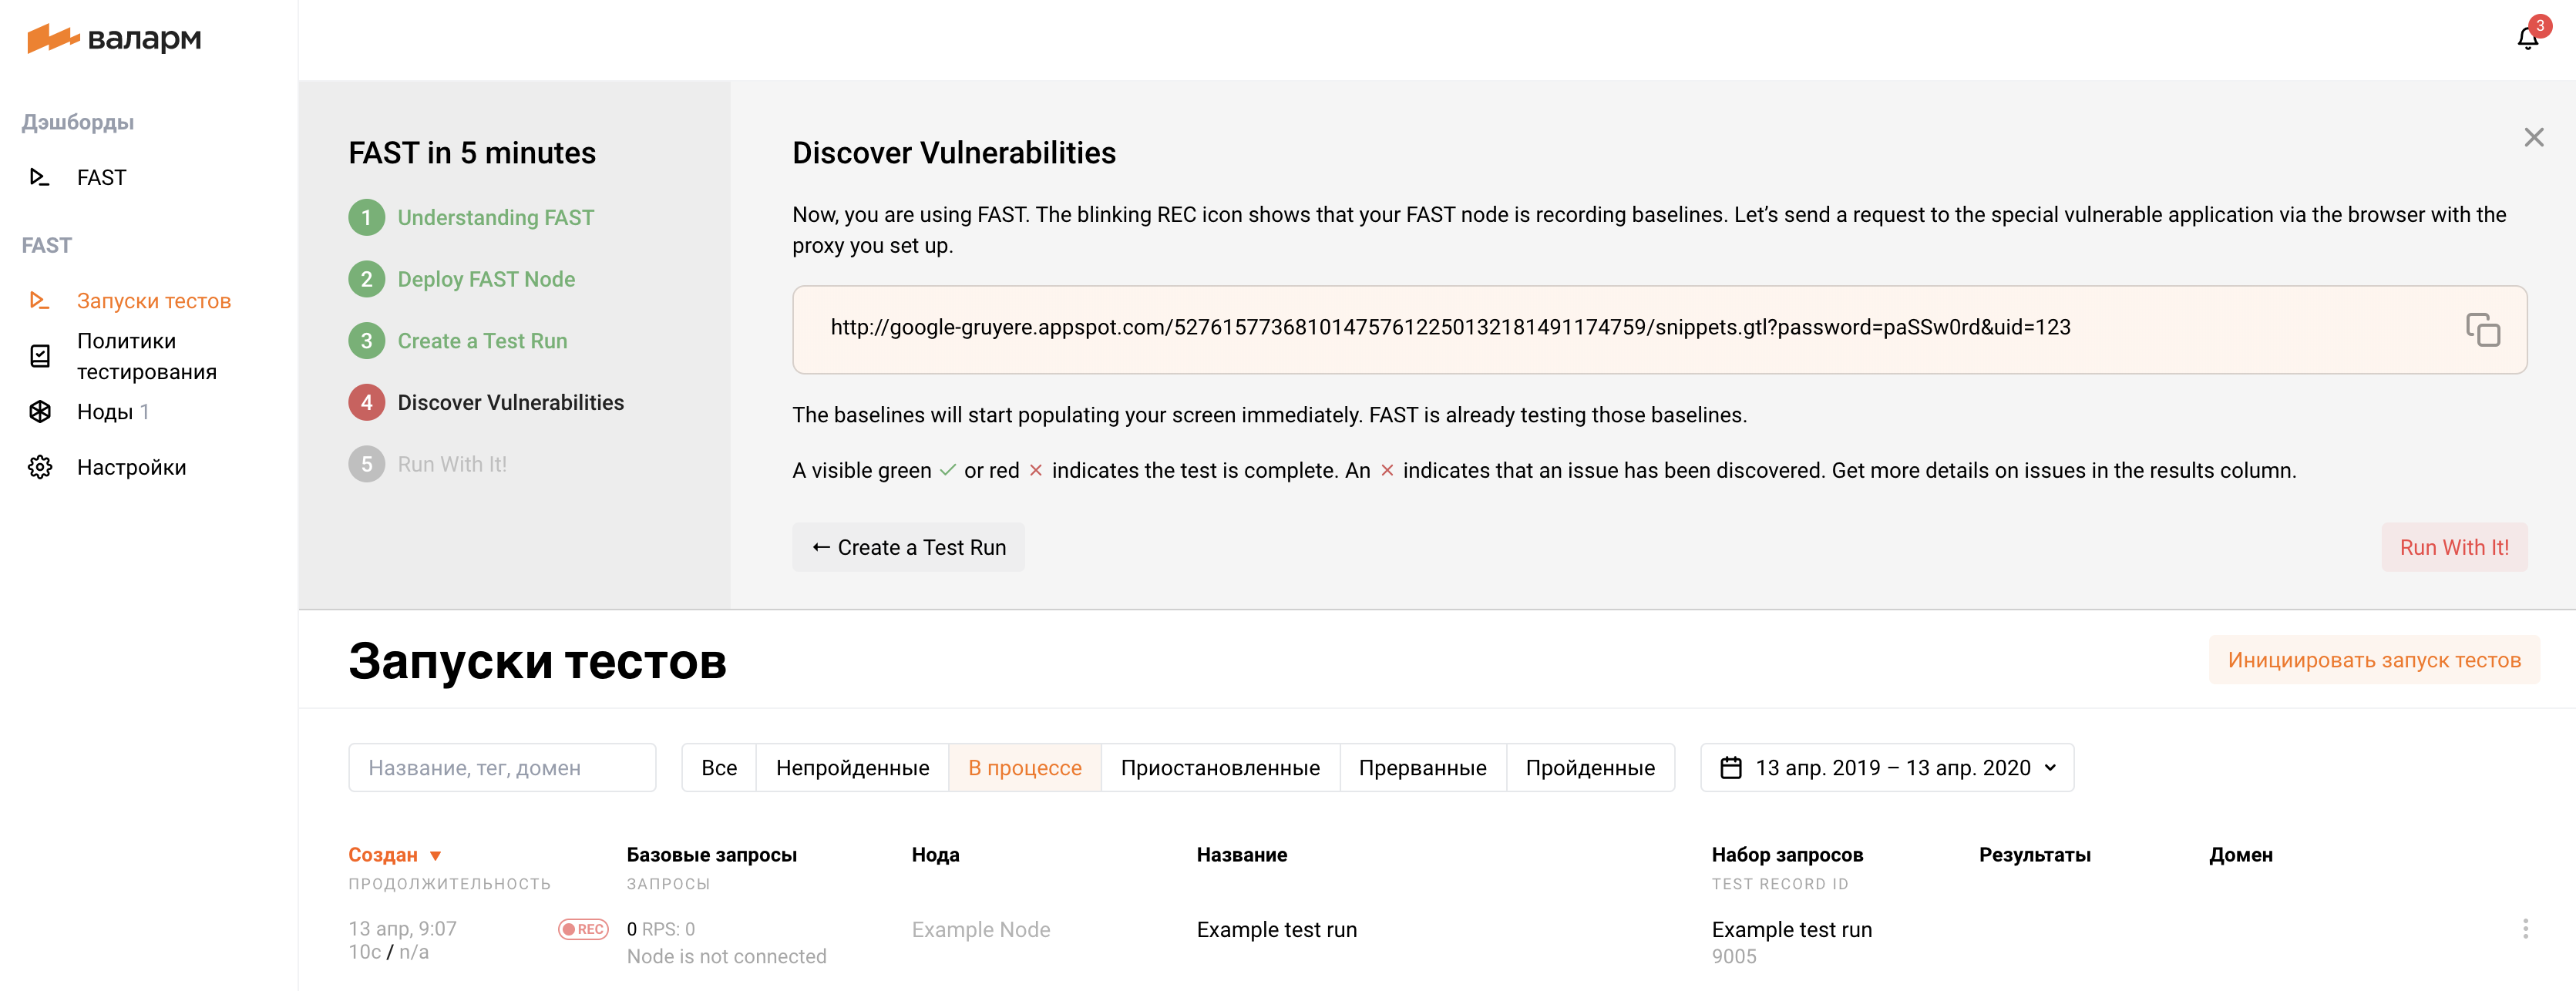 валарм
3
Дэшборды
FAST
FAST
Запуски тестов
Политики
тестирования
Ноды 1
Настройки
FAST in 5 minutes
1 Understanding FAST
2 Deploy FAST Node
3 Create a Test Run
4 Discover Vulnerabilities
5 Run With It!
Discover Vulnerabilities
Now, you are using FAST. The blinking REC icon shows that your FAST node is recording baselines. Let’s send a request to the special vulnerable application via the browser with the
proxy you set up.
http://google-gruyere.appspot.com/527615773681014757612250132181491174759/snippets.gtl?password=paSSw0rd&uid=123
The baselines will start populating your screen immediately. FAST is already testing those baselines.
A visible green ✓ or red × indicates the test is complete. An × indicates that an issue has been discovered. Get more details on issues in the results column.
← Create a Test Run
Run With It!
Запуски тестов
Инициировать запуск тестов
Название, тег, домен
Все Непройденные В процессе Приостановленные Прерванные Пройденные
13 апр. 2019 – 13 апр. 2020
Создан ▼ Базовые запросы Нода Название Набор запросов Результаты Домен
ПРОДОЛЖИТЕЛЬНОСТЬ ЗАПРОСЫ TEST RECORD ID
13 апр, 9:07 REC 0 RPS: 0 Example Node Example test run Example test run
10с / n/a Node is not connected 9005